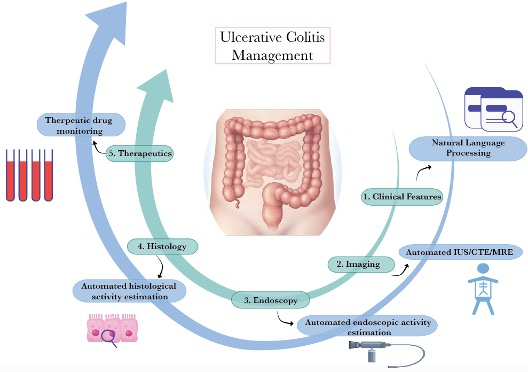 Ulcerative Colitis
Management
Natural Language
Processing
1. Clinical Features
Automated IUS/CTE/MRE
2. Imaging
3. Endoscopy
Automated endoscopic activity
estimation
4. Histology
Automated histological
activity estimation
5. Therapeutics
Therpeutic drug
monitoring